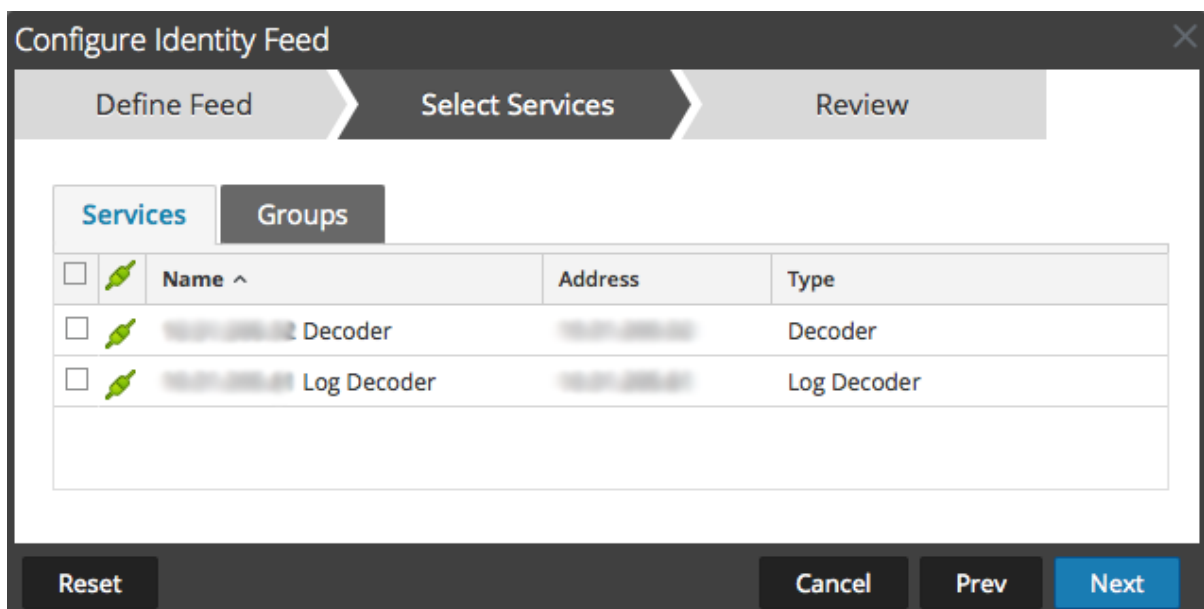 Configure Identity Feed
Define Feed Select Services Review
Services Groups
Name Address Type
Decoder Decoder
Log Decoder Log Decoder
Reset Cancel Prev Next